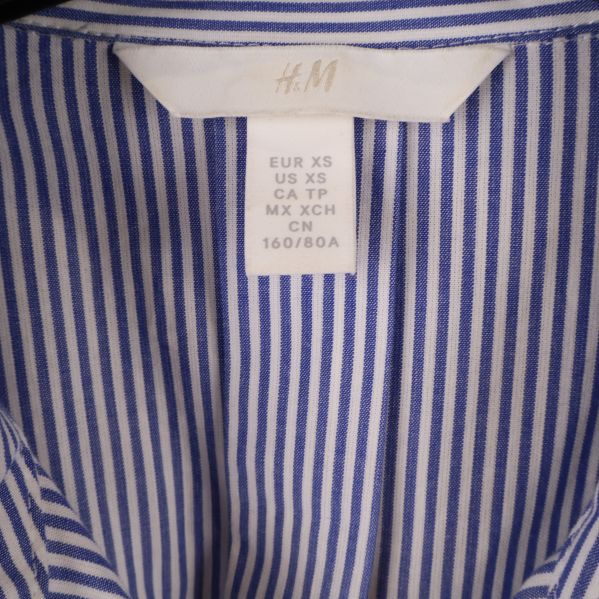 H&M
EUR XS
US XS
CA TP
MX XCH
CN
160/80A